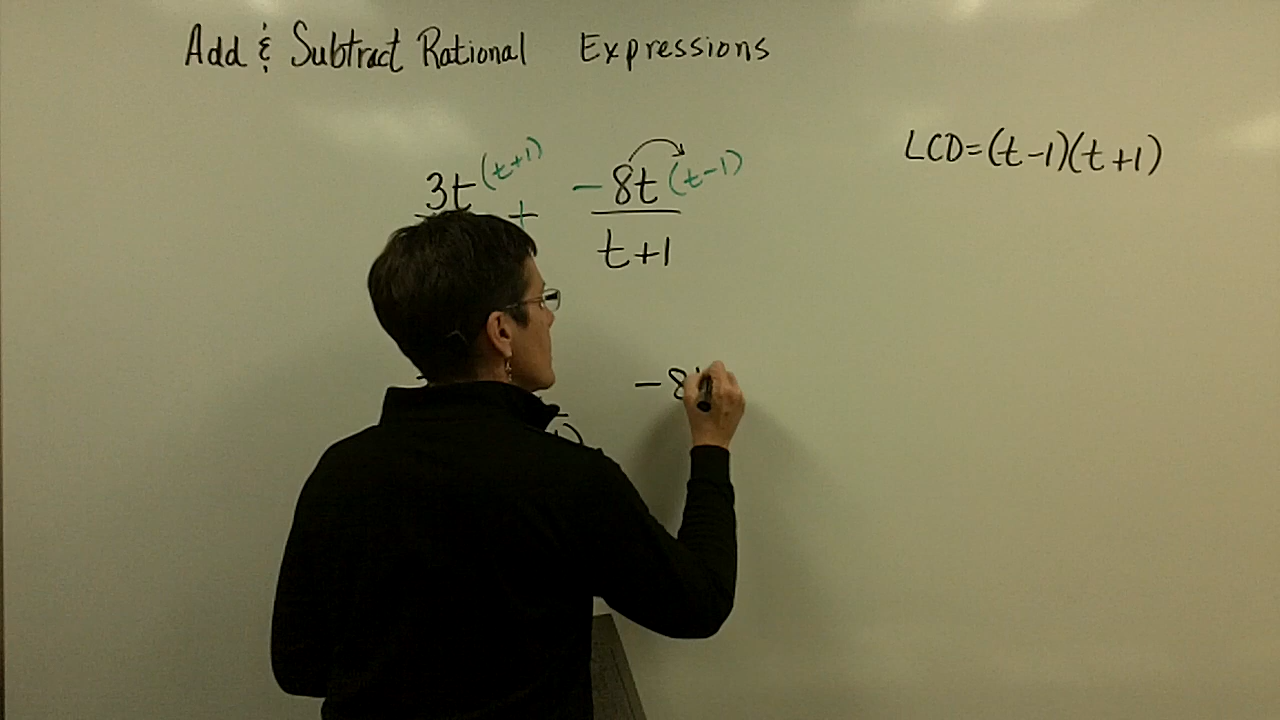 Add & Subtract Rational Expressions
LCD=(t-1)(t+1)
3t(t+1) + -8t(t-1)
t+1
-8